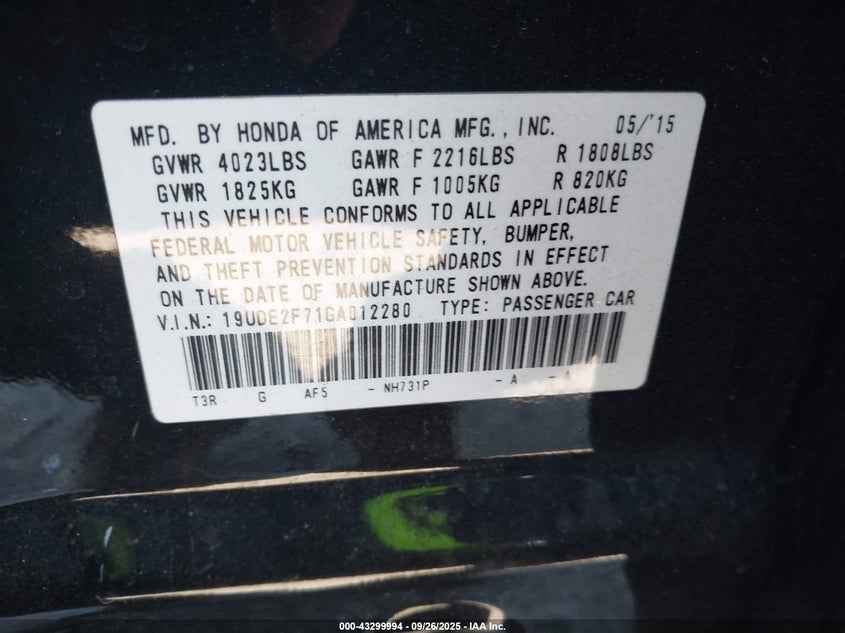 MFD. BY HONDA OF AMERICA MFG., INC. 05/'15
GVWR 4023LBS GAWR F 2216LBS R 1808LBS
GVWR 1825KG GAWR F 1005KG R 820KG
THIS VEHICLE CONFORMS TO ALL APPLICABLE
FEDERAL MOTOR VEHICLE SAFETY, BUMPER,
AND THEFT PREVENTION STANDARDS IN EFFECT
ON THE DATE OF MANUFACTURE SHOWN ABOVE.
V.I.N.: 19UDE2F71GA012280 TYPE: PASSENGER CAR
T3R G AF5 - NH731P - A - A
000-43299994 | 09/26/2025 | IAA Inc.